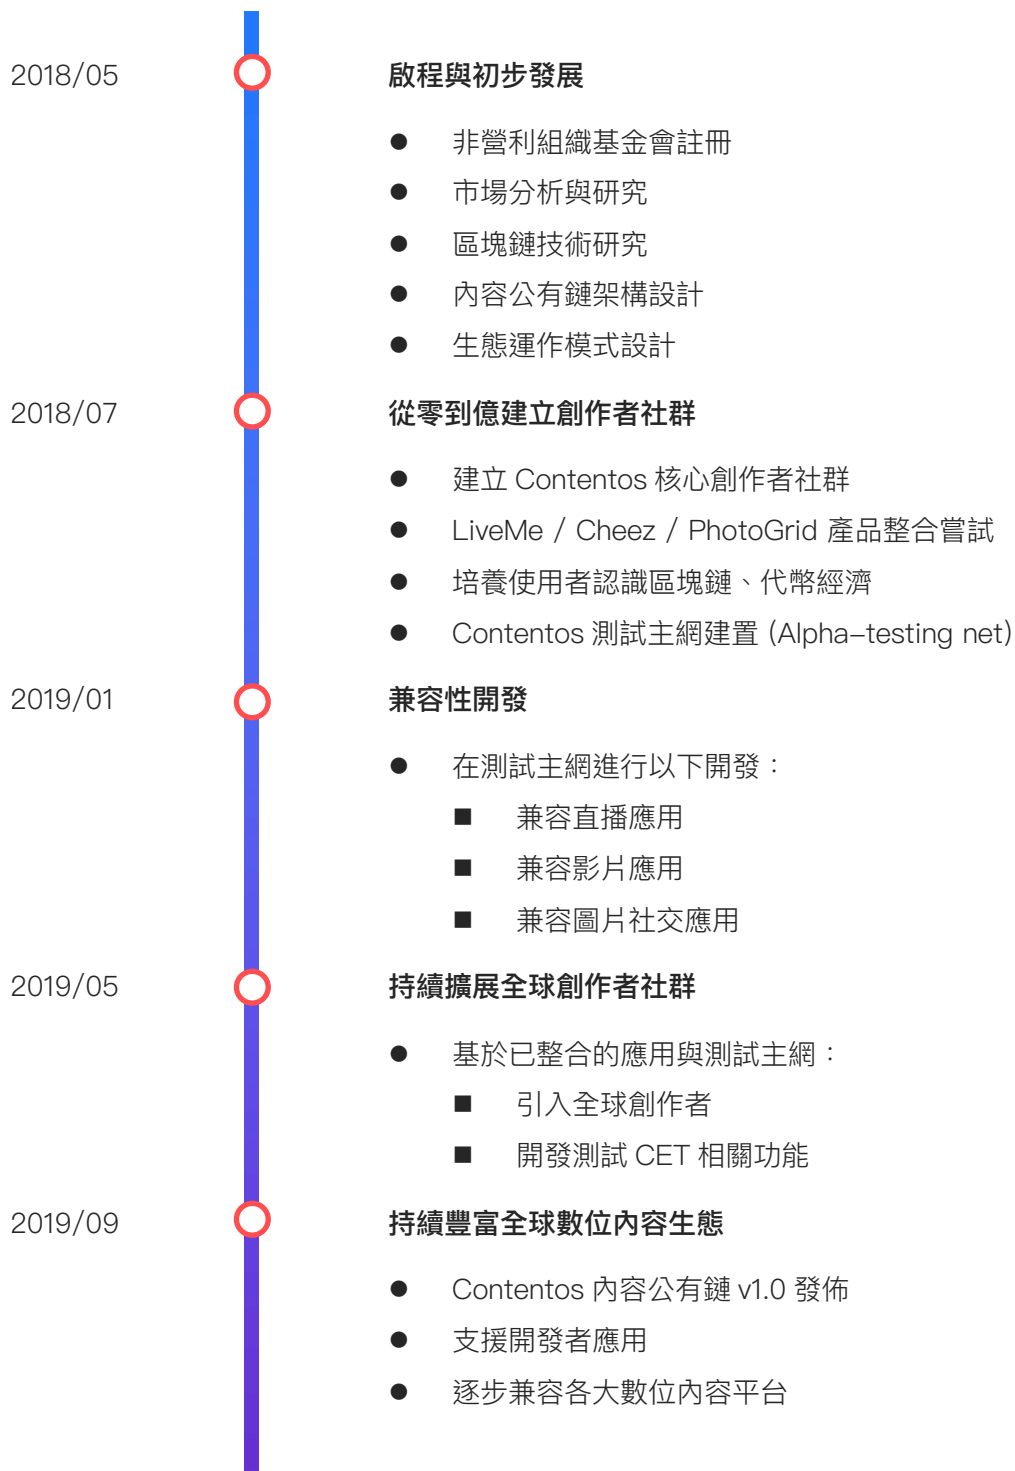 2018/05
啟程與初步發展
● 非營利組織基金會註冊
● 市場分析與研究
● 區塊鏈技術研究
● 內容公有鏈架構設計
● 生態運作模式設計
2018/07
從零到億建立創作者社群
● 建立 Contentos 核心創作者社群
● LiveMe / Cheez / PhotoGrid 產品整合嘗試
● 培養使用者認識區塊鏈、代幣經濟
● Contentos 測試主網建置 (Alpha-testing net)
2019/01
兼容性開發
● 在測試主網進行以下開發：
■ 兼容直播應用
■ 兼容影片應用
■ 兼容圖片社交應用
2019/05
持續擴展全球創作者社群
● 基於已整合的應用與測試主網：
■ 引入全球創作者
■ 開發測試 CET 相關功能
2019/09
持續豐富全球數位內容生態
● Contentos 內容公有鏈 v1.0 發佈
● 支援開發者應用
● 逐步兼容各大數位內容平台